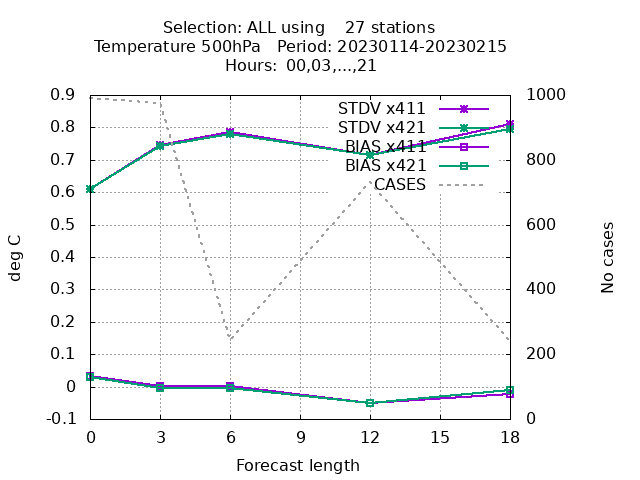 Selection: ALL using    27 stations
Temperature 500hPa   Period: 20230114-20230215
Hours:  00,03,...,21
0.9
0.8
0.7
0.6
0.5
0.4
0.3
0.2
0.1
0
-0.1
deg C
STDV x411
STDV x421
BIAS x411
BIAS x421
CASES
1000
800
600
400
200
0
No cases
0 3 6 9 12 15 18
Forecast length